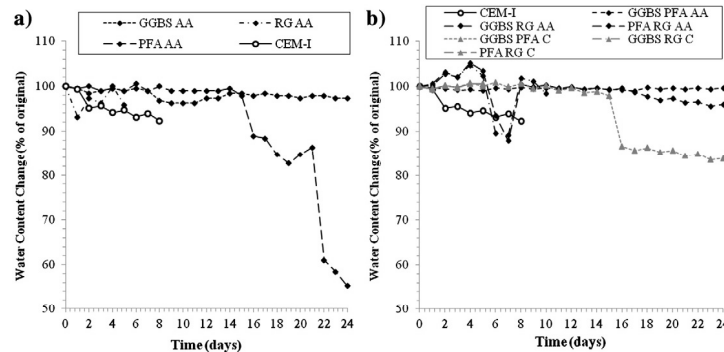 a)
GGBS AA
RG AA
PFA AA
CEM-I
Water Content Change(% of original)
110
100
90
80
70
60
50
0 2 4 6 8 10 12 14 16 18 20 22 24
Time (days)
b)
CEM-I
GGBS PFA AA
GGBS RG AA
PFA RG AA
GGBS PFA C
GGBS RG C
PFA RG C
Water Content Change(% of original)
110
100
90
80
70
60
50
0 2 4 6 8 10 12 14 16 18 20 22 24
Time (days)